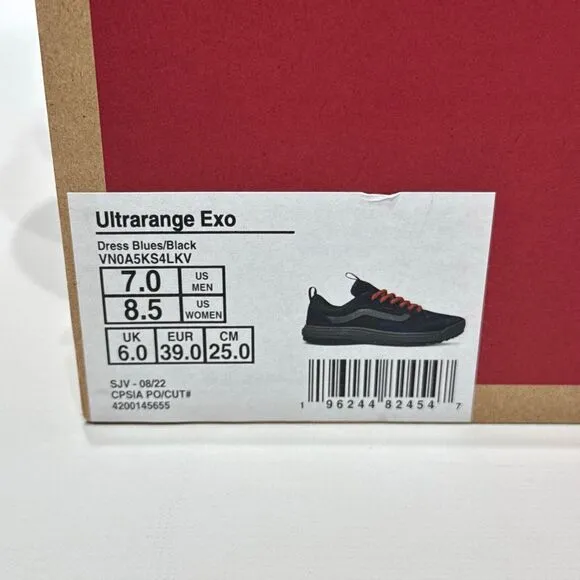 Ultrarange Exo
Dress Blues/Black
VN0A5KS4LKV
7.0 US MEN
8.5 US WOMEN
UK EUR CM
6.0 39.0 25.0
SJV - 08/22
CPSIA PO/CUT#
4200145655
1 96244 82454 7